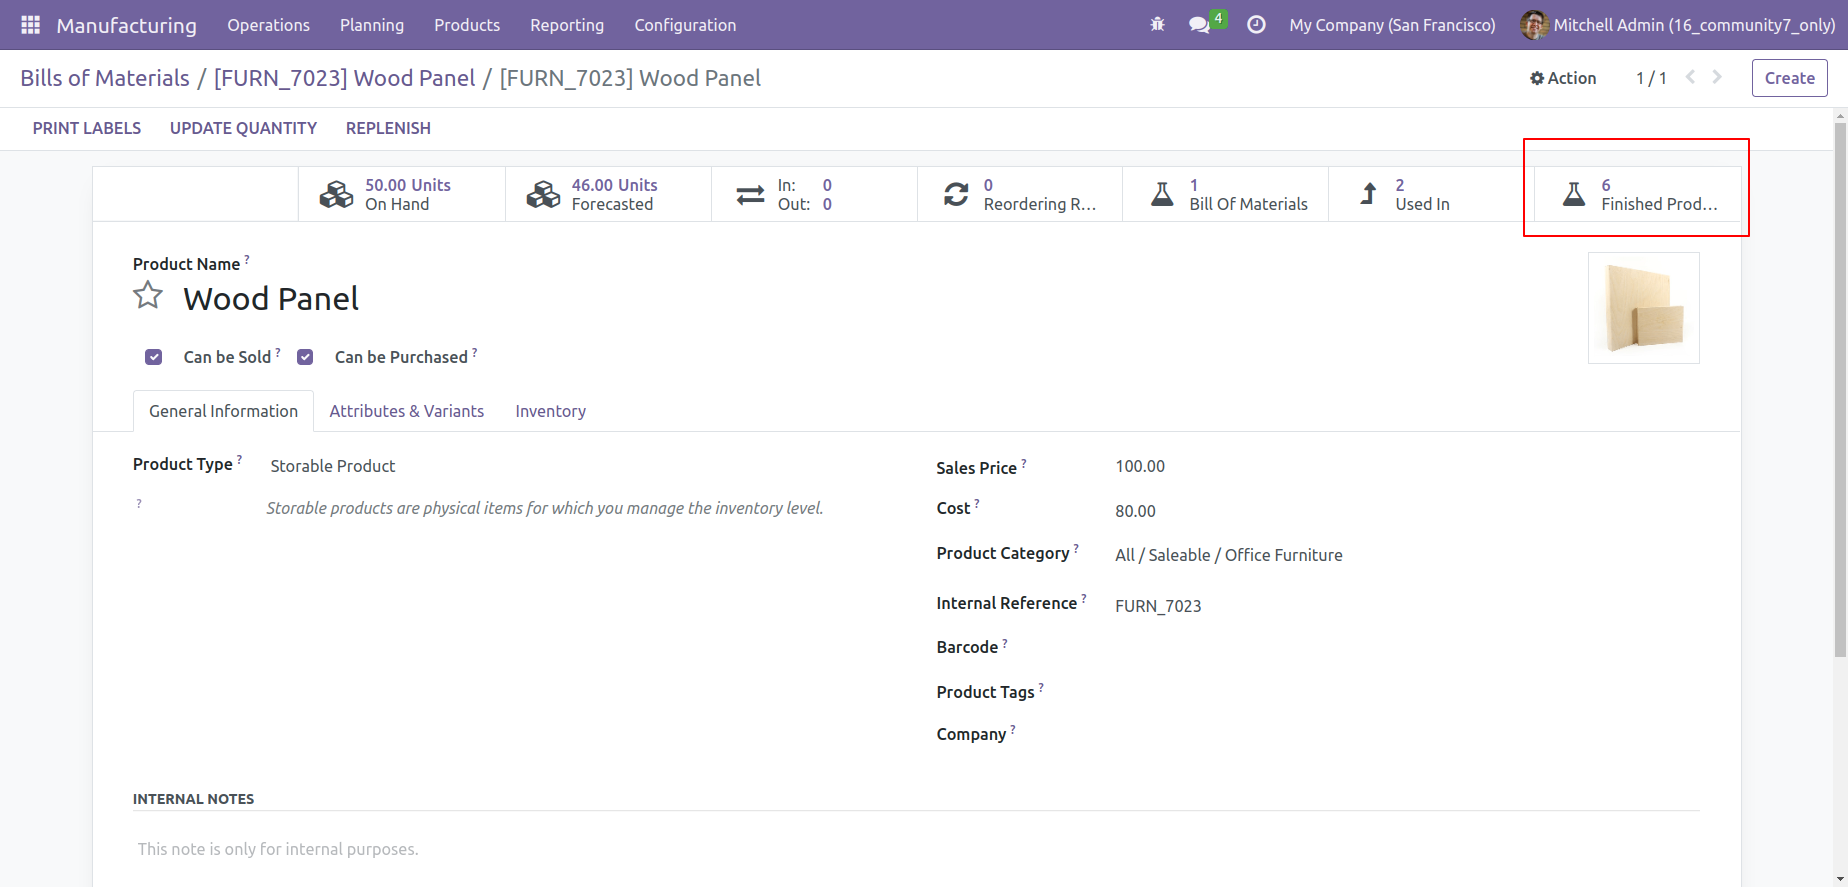 Manufacturing Operations Planning Products Reporting Configuration 4 My Company (San Francisco) Mitchell Admin (16_community7_only)
Bills of Materials / [FURN_7023] Wood Panel / [FURN_7023] Wood Panel Action 1 / 1 Create
PRINT LABELS UPDATE QUANTITY REPLENISH
50.00 Units
On Hand
46.00 Units
Forecasted
In: 0
Out: 0
0
Reordering R...
1
Bill Of Materials
2
Used In
6
Finished Prod...
Product Name ?
Wood Panel
Can be Sold ? Can be Purchased ?
General Information Attributes & Variants Inventory
Product Type ? Storable Product
? Storable products are physical items for which you manage the inventory level.
Sales Price ? 100.00
Cost ? 80.00
Product Category ? All / Saleable / Office Furniture
Internal Reference ? FURN_7023
Barcode ?
Product Tags ?
Company ?
INTERNAL NOTES
This note is only for internal purposes.